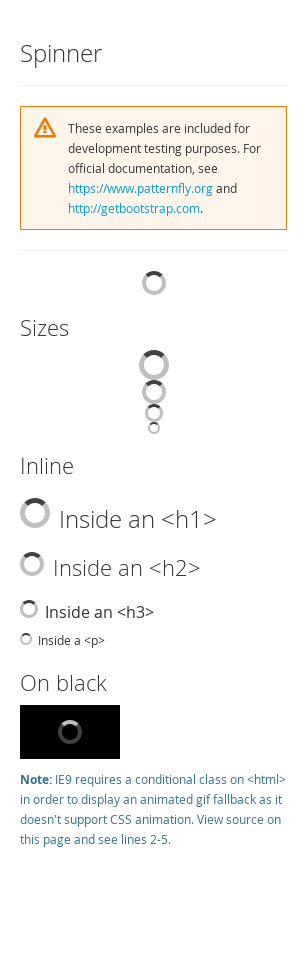 Spinner
These examples are included for
development testing purposes. For
official documentation, see
https://www.patternfly.org and
http://getbootstrap.com.
Sizes
Inline
Inside an <h1>
Inside an <h2>
Inside an <h3>
Inside a <p>
On black
Note: IE9 requires a conditional class on <html>
in order to display an animated gif fallback as it
doesn't support CSS animation. View source on
this page and see lines 2-5.